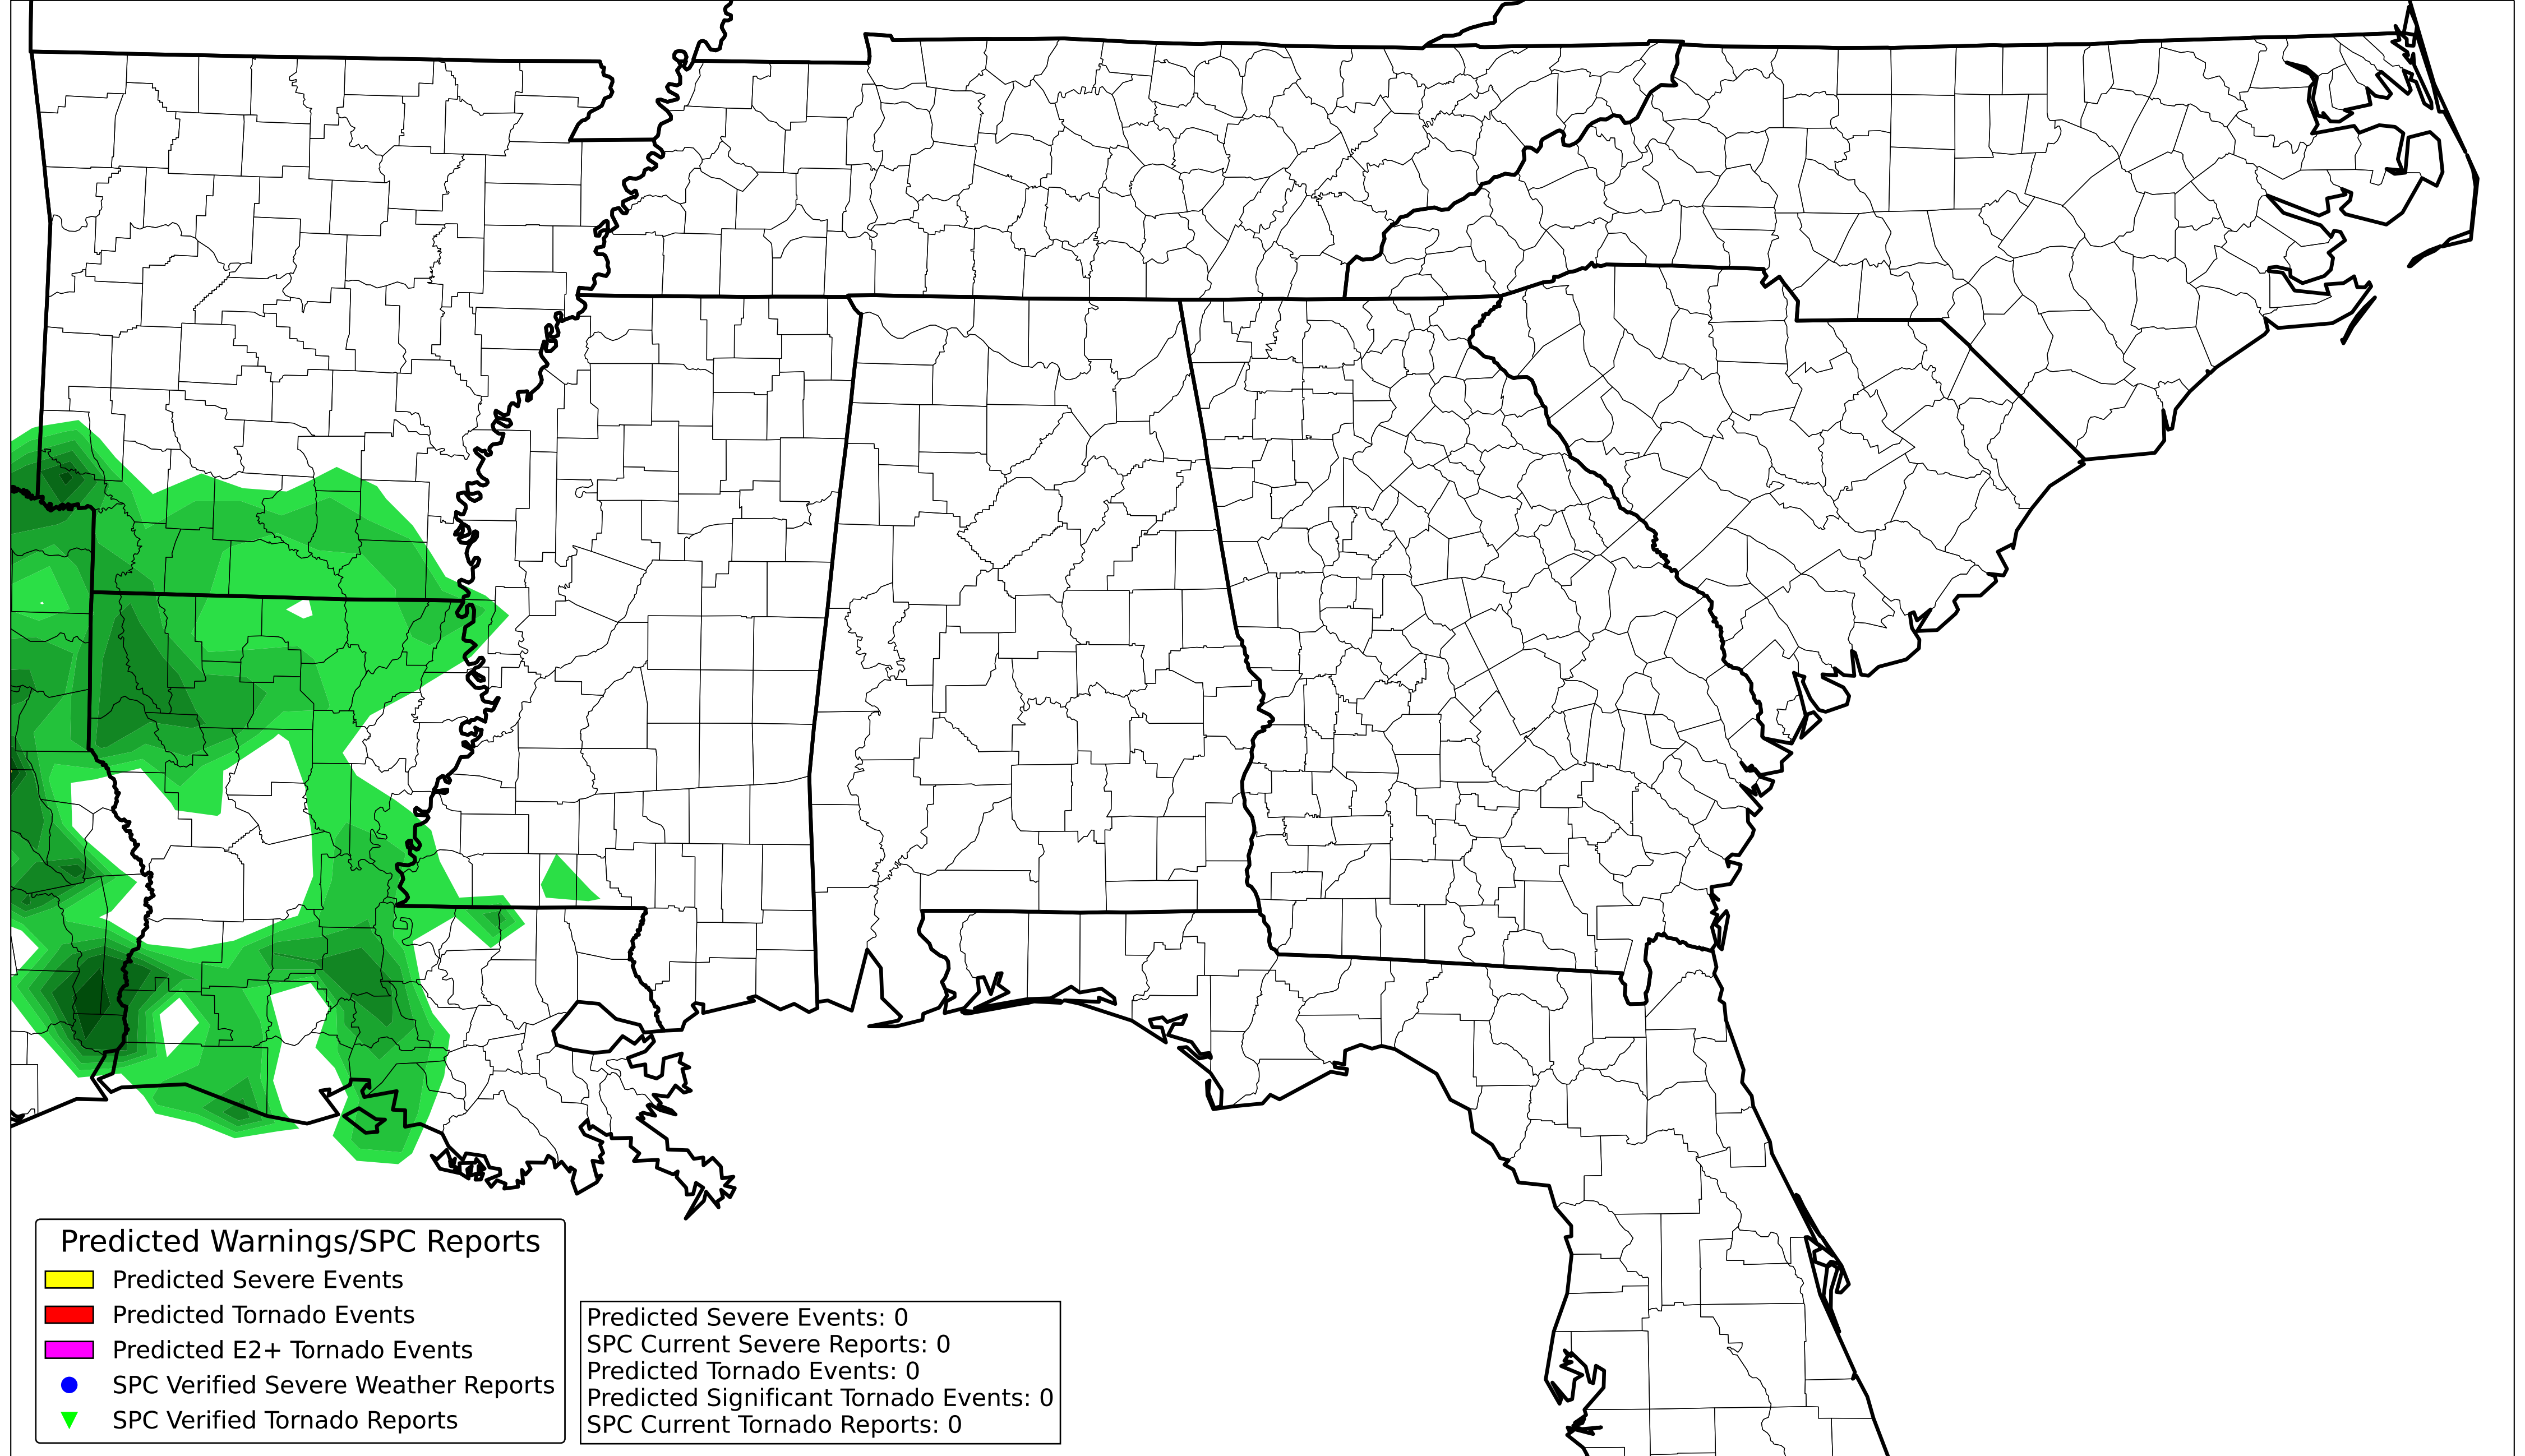 Predicted Warnings/SPC Reports
Predicted Severe Events
Predicted Tornado Events
Predicted E2+ Tornado Events
SPC Verified Severe Weather Reports
SPC Verified Tornado Reports
Predicted Severe Events: 0
SPC Current Severe Reports: 0
Predicted Tornado Events: 0
Predicted Significant Tornado Events: 0
SPC Current Tornado Reports: 0